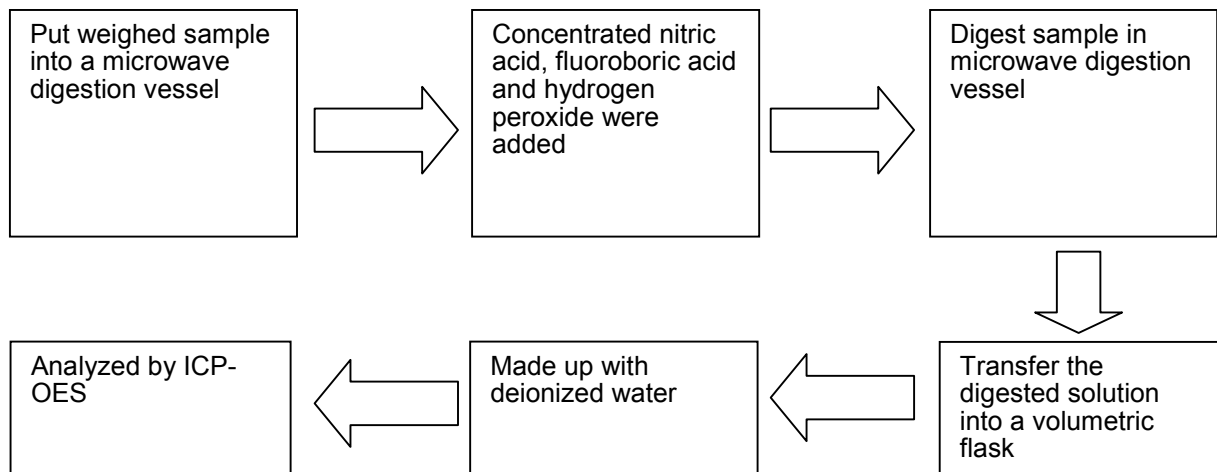 Put weighed sample
into a microwave
digestion vessel
Concentrated nitric
acid, fluoroboric acid
and hydrogen
peroxide were
added
Digest sample in
microwave digestion
vessel
Transfer the
digested solution
into a volumetric
flask
Made up with
deionized water
Analyzed by ICP-
OES